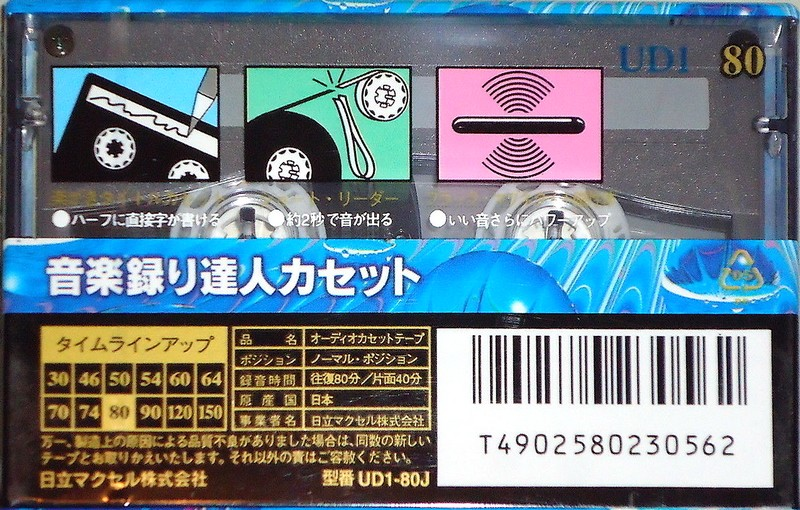 UD1 80
●ハーフに直接字が書ける ●約2秒で音が出る ●いい音さらにパワーアップ
音楽録り達人カセット
タイムラインアップ
30 46 50 54 60 64
70 74 80 90 120 150
品名 オーディオカセットテープ
ポジション ノーマル・ポジション
録音時間 往復80分/片面40分
原産国 日本
事業者名 日立マクセル株式会社
万一、製造上の原因による品質不良がありました場合は、同数の新しい
テープとお取りかえいたします。それ以外の責はご容赦ください。
日立マクセル株式会社 型番 UD1-80J
T4902580230562